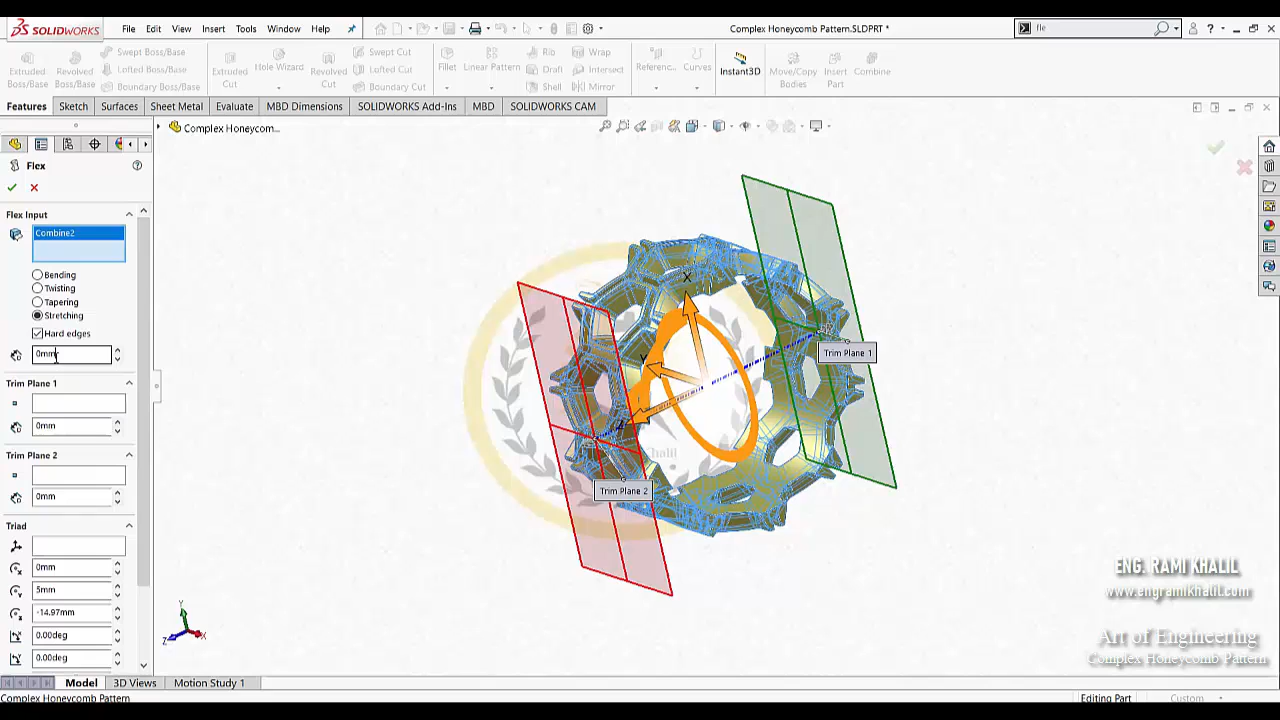 SOLIDWORKS File Edit View Insert Tools Window Help Complex Honeycomb Pattern.SLDPRT * fle
Extruded Boss/Base Revolved Boss/Base Swept Boss/Base Lofted Boss/Base Boundary Boss/Base Extruded Cut Hole Wizard Revolved Cut Swept Cut Lofted Cut Boundary Cut Fillet Linear Pattern Rib Draft Shell Wrap Intersect Mirror Referenc... Curves Instant3D Move/Copy Bodies Insert Part Combine
Features Sketch Surfaces Sheet Metal Evaluate MBD Dimensions SOLIDWORKS Add-Ins MBD SOLIDWORKS CAM
Complex Honeycom...
Flex
Flex Input
Combine2
Bending
Twisting
Tapering
Stretching
Hard edges
0mm
Trim Plane 1
0mm
Trim Plane 2
0mm
Triad
0mm
5mm
-14.97mm
0.00deg
0.00deg
X
Y
Z
Trim Plane 1
Trim Plane 2
Khalil
Y
Z X
ENG. RAMI KHALIL
www.engramikhalil.com
Art of Engineering
Complex Honeycomb Pattern
Model 3D Views Motion Study 1
Complex Honeycomb Pattern Editing Part Custom